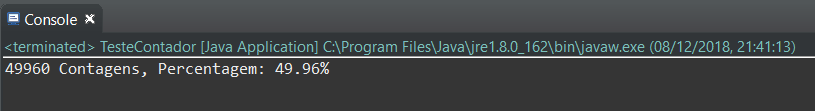 Console
<terminated> TesteContador [Java Application] C:\Program Files\Java\jre1.8.0_162\bin\javaw.exe (08/12/2018, 21:41:13)
49960 Contagens, Percentagem: 49.96%